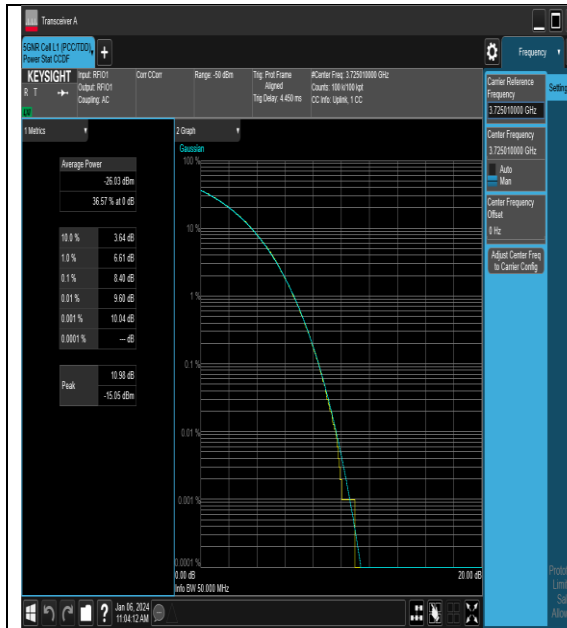 Transceiver A
5GNR Cell L1 (PCC/TDD),
Power Stat CCDF
+
Frequency
KEYSIGHT
R T
Input: RFIO1
Output: RFIO1
Coupling: AC
Corr CCorr
Range: -50 dBm
Trig: Prot Frame
Aligned
Trig Delay: 4.450 ms
#Center Freq: 3.725010000 GHz
Counts: 100 k/100 kpt
CC Info: Uplink, 1 CC
Carrier Reference
Frequency
3.725010000 GHz
Center Frequency
3.725010000 GHz
Auto
Man
Center Frequency
Offset
0 Hz
Adjust Center Freq
to Carrier Config
Setting
1 Metrics
Average Power
-26.03 dBm
36.57 % at 0 dB
10.0 % 3.64 dB
1.0 % 6.61 dB
0.1 % 8.40 dB
0.01 % 9.60 dB
0.001 % 10.04 dB
0.0001 % --- dB
Peak
10.98 dB
-15.05 dBm
2 Graph
Gaussian
100 %
10 %
1 %
0.1 %
0.01 %
0.001 %
0.0001 %
0.00 dB
20.00 dB
Info BW 50.000 MHz
?
Jan 06, 2024
11:04:12 AM